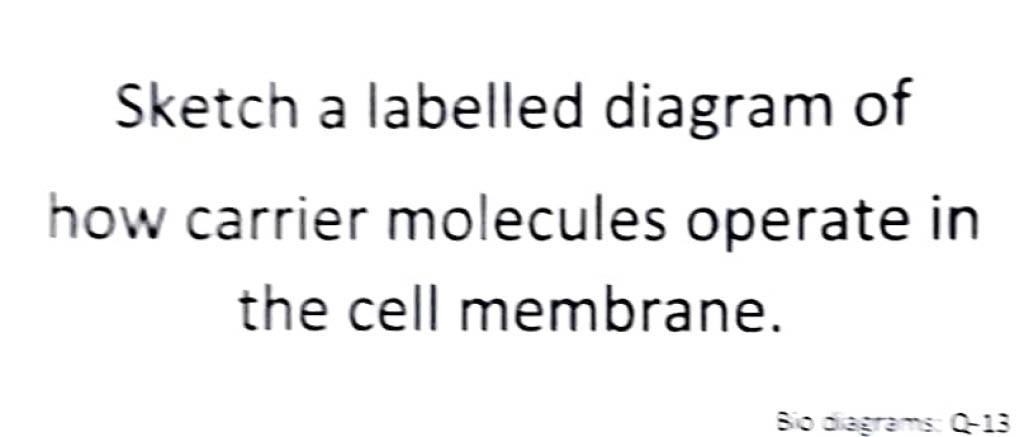 Sketch a labelled diagram of
how carrier molecules operate in
the cell membrane.
Bio diagrams: Q-13